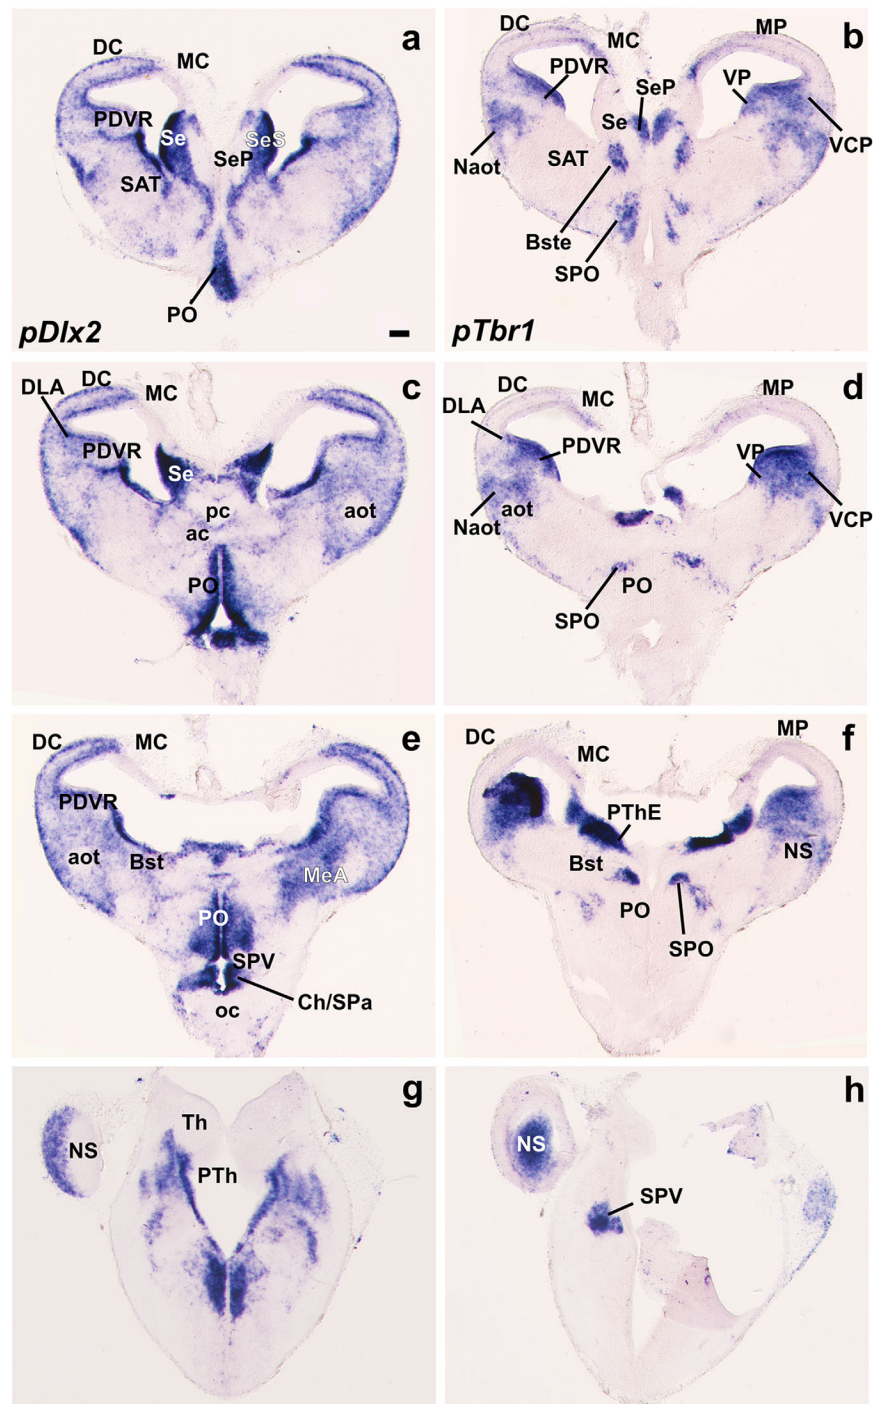 a
DC
MC
PDVR
Se
SeS
SeP
SAT
PO
pDlx2
b
DC
MC
MP
PDVR
SeP
VP
Se
VCP
Naot
SAT
Bste
SPO
pTbr1
c
DC
DLA
MC
PDVR
Se
pc
aot
ac
PO
d
DC
MC
MP
DLA
PDVR
VP
Naot
aot
VCP
PO
SPO
e
DC
MC
PDVR
aot
Bst
MeA
PO
SPV
Ch/SPa
oc
f
DC
MC
MP
PThE
Bst
NS
PO
SPO
g
Th
NS
PTh
h
NS
SPV